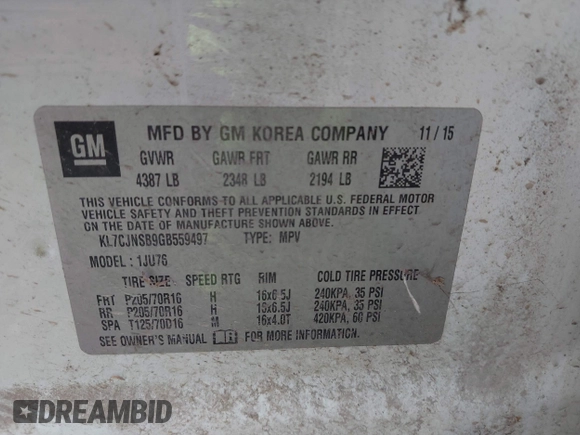 GM
MFD BY GM KOREA COMPANY 11/15
GVWR GAWR FRT GAWR RR
4387 LB 2348 LB 2194 LB
THIS VEHICLE CONFORMS TO ALL APPLICABLE U.S. FEDERAL MOTOR
VEHICLE SAFETY AND THEFT PREVENTION STANDARDS IN EFFECT
ON THE DATE OF MANUFACTURE SHOWN ABOVE.
KL7CJNSB9GB559497 TYPE: MPV
MODEL: 1JU76
TIRE SIZE SPEED RTG RIM COLD TIRE PRESSURE
FRT P205/70R16 H 16x6.5J 240KPA, 35 PSI
RR P205/70R16 H 16x6.5J 240KPA, 35 PSI
SPA T125/70D16 M 16x4.0T 420KPA, 60 PSI
SEE OWNER'S MANUAL FOR MORE INFORMATION.
DREAMBID